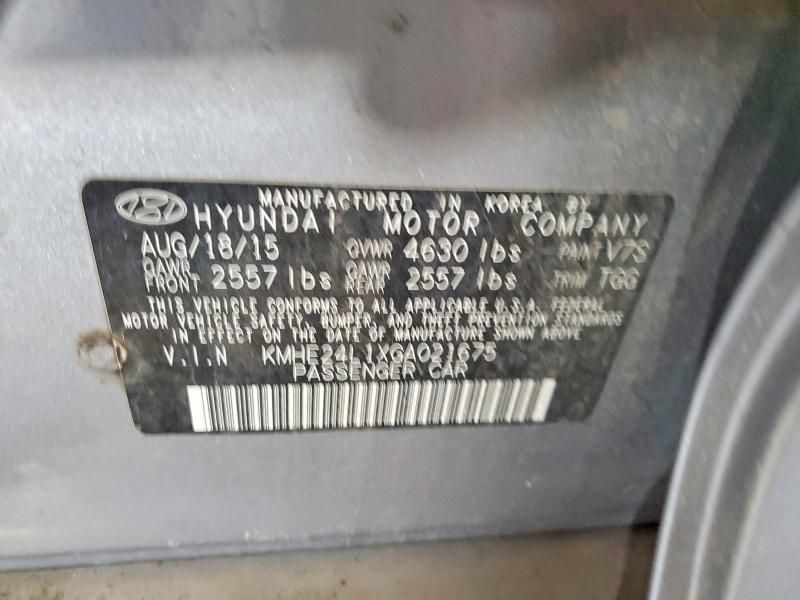 MANUFACTURED IN KOREA BY
HYUNDAI MOTOR COMPANY
AUG/18/15 GVWR 4630 lbs PAINT V7S
GAWR FRONT 2557 lbs GAWR REAR 2557 lbs TRIM TGG
THIS VEHICLE CONFORMS TO ALL APPLICABLE U.S.A. FEDERAL
MOTOR VEHICLE SAFETY, BUMPER, AND THEFT PREVENTION STANDARDS
IN EFFECT ON THE DATE OF MANUFACTURE SHOWN ABOVE
V.I.N KMHE24L1XGA021675
PASSENGER CAR